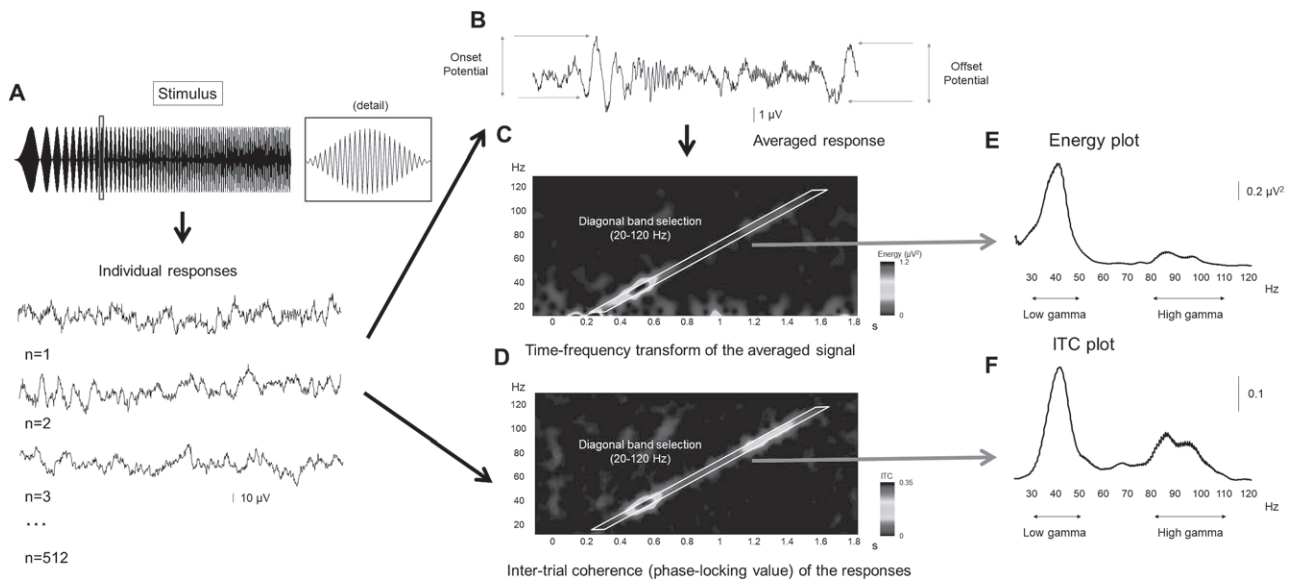 A
Stimulus
(detail)
Individual responses
n=1
n=2
n=3
10 µV
...
n=512
B
Onset
Potential
Offset
Potential
1 µV
Averaged response
C
Hz
120
100
80
60
40
20
Diagonal band selection
(20-120 Hz)
Energy (µV²)
1.2
0
0 0.2 0.4 0.6 0.8 1 1.2 1.4 1.6 1.8
s
Time-frequency transform of the averaged signal
D
Hz
120
100
80
60
40
20
Diagonal band selection
(20-120 Hz)
ITC
0.35
0
0 0.2 0.4 0.6 0.8 1 1.2 1.4 1.6 1.8
s
Inter-trial coherence (phase-locking value) of the responses
E
Energy plot
0.2 µV²
30 40 50 60 70 80 90 100 110 120
Hz
Low gamma High gamma
ITC plot
F
0.1
30 40 50 60 70 80 90 100 110 120
Hz
Low gamma High gamma